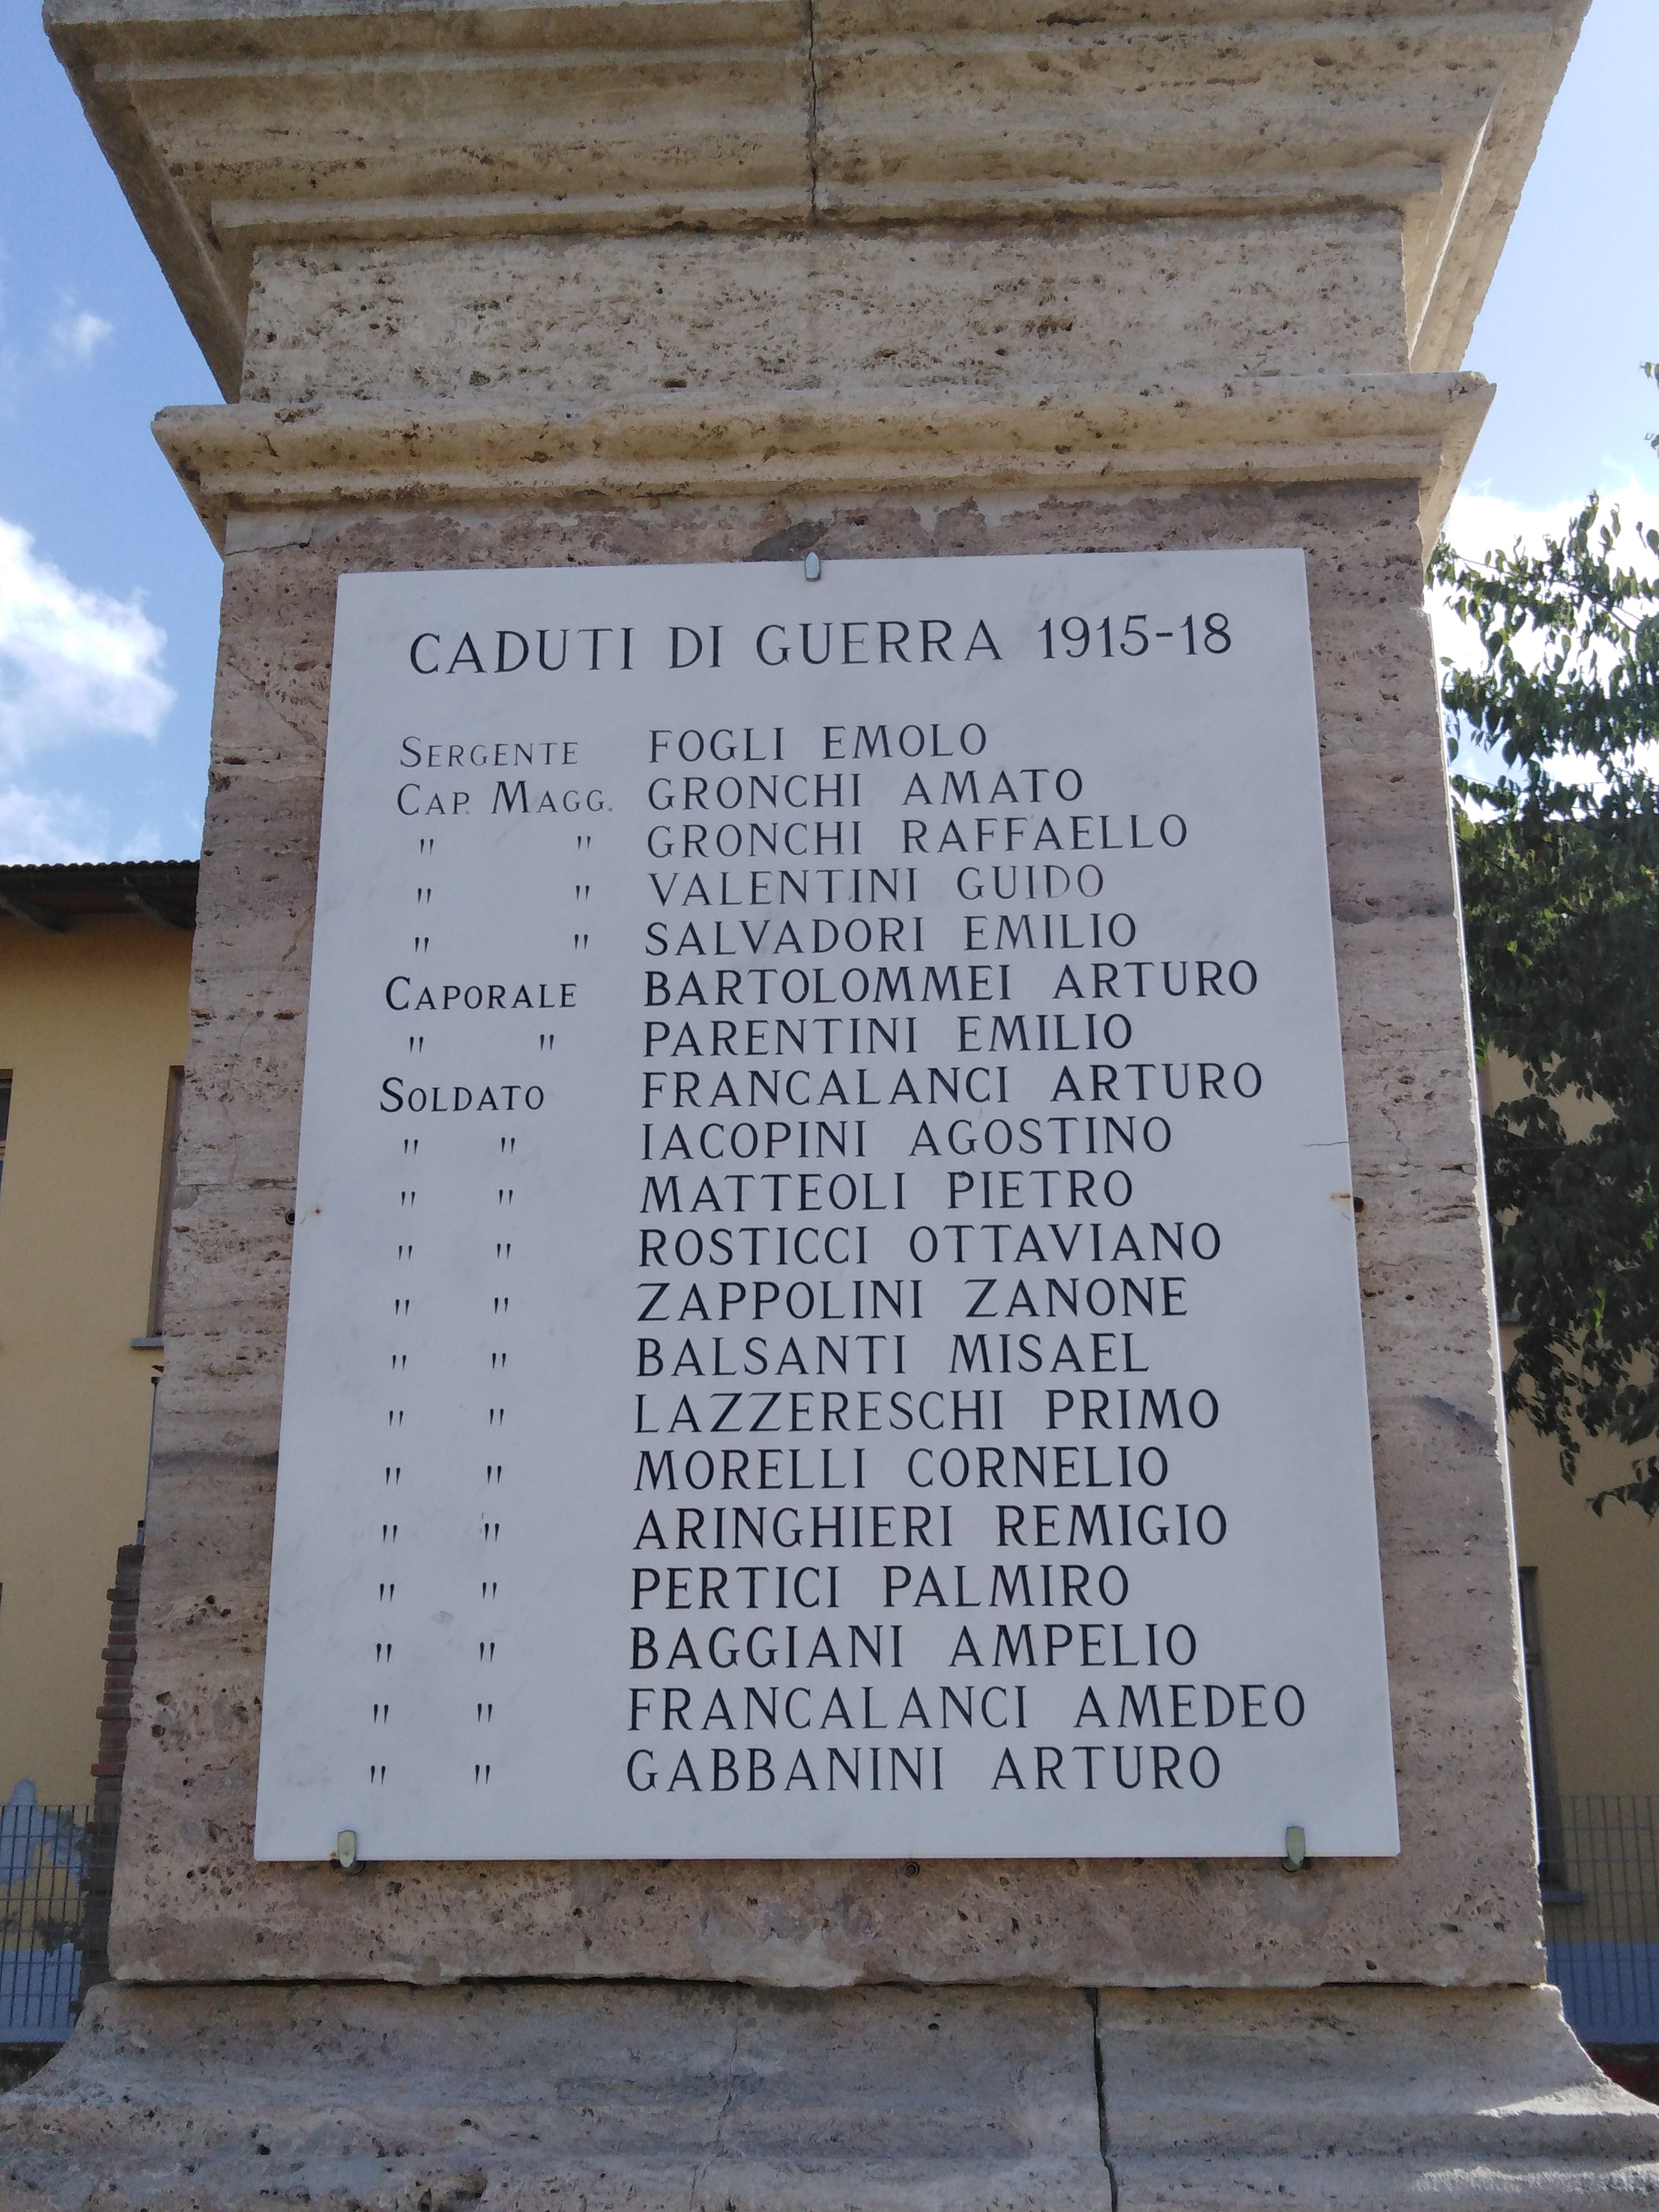 CADUTI DI GUERRA 1915-18
SERGENTE FOGLI EMOLO
CAP. MAGG. GRONCHI AMATO
" " GRONCHI RAFFAELLO
" " VALENTINI GUIDO
" " SALVADORI EMILIO
CAPORALE BARTOLOMMEI ARTURO
" " PARENTINI EMILIO
SOLDATO FRANCALANCI ARTURO
" " IACOPINI AGOSTINO
" " MATTEOLI PIETRO
" " ROSTICCI OTTAVIANO
" " ZAPPOLINI ZANONE
" " BALSANTI MISAEL
" " LAZZERESCHI PRIMO
" " MORELLI CORNELIO
" " ARINGHIERI REMIGIO
" " PERTICI PALMIRO
" " BAGGIANI AMPELIO
" " FRANCALANCI AMEDEO
" " GABBANINI ARTURO